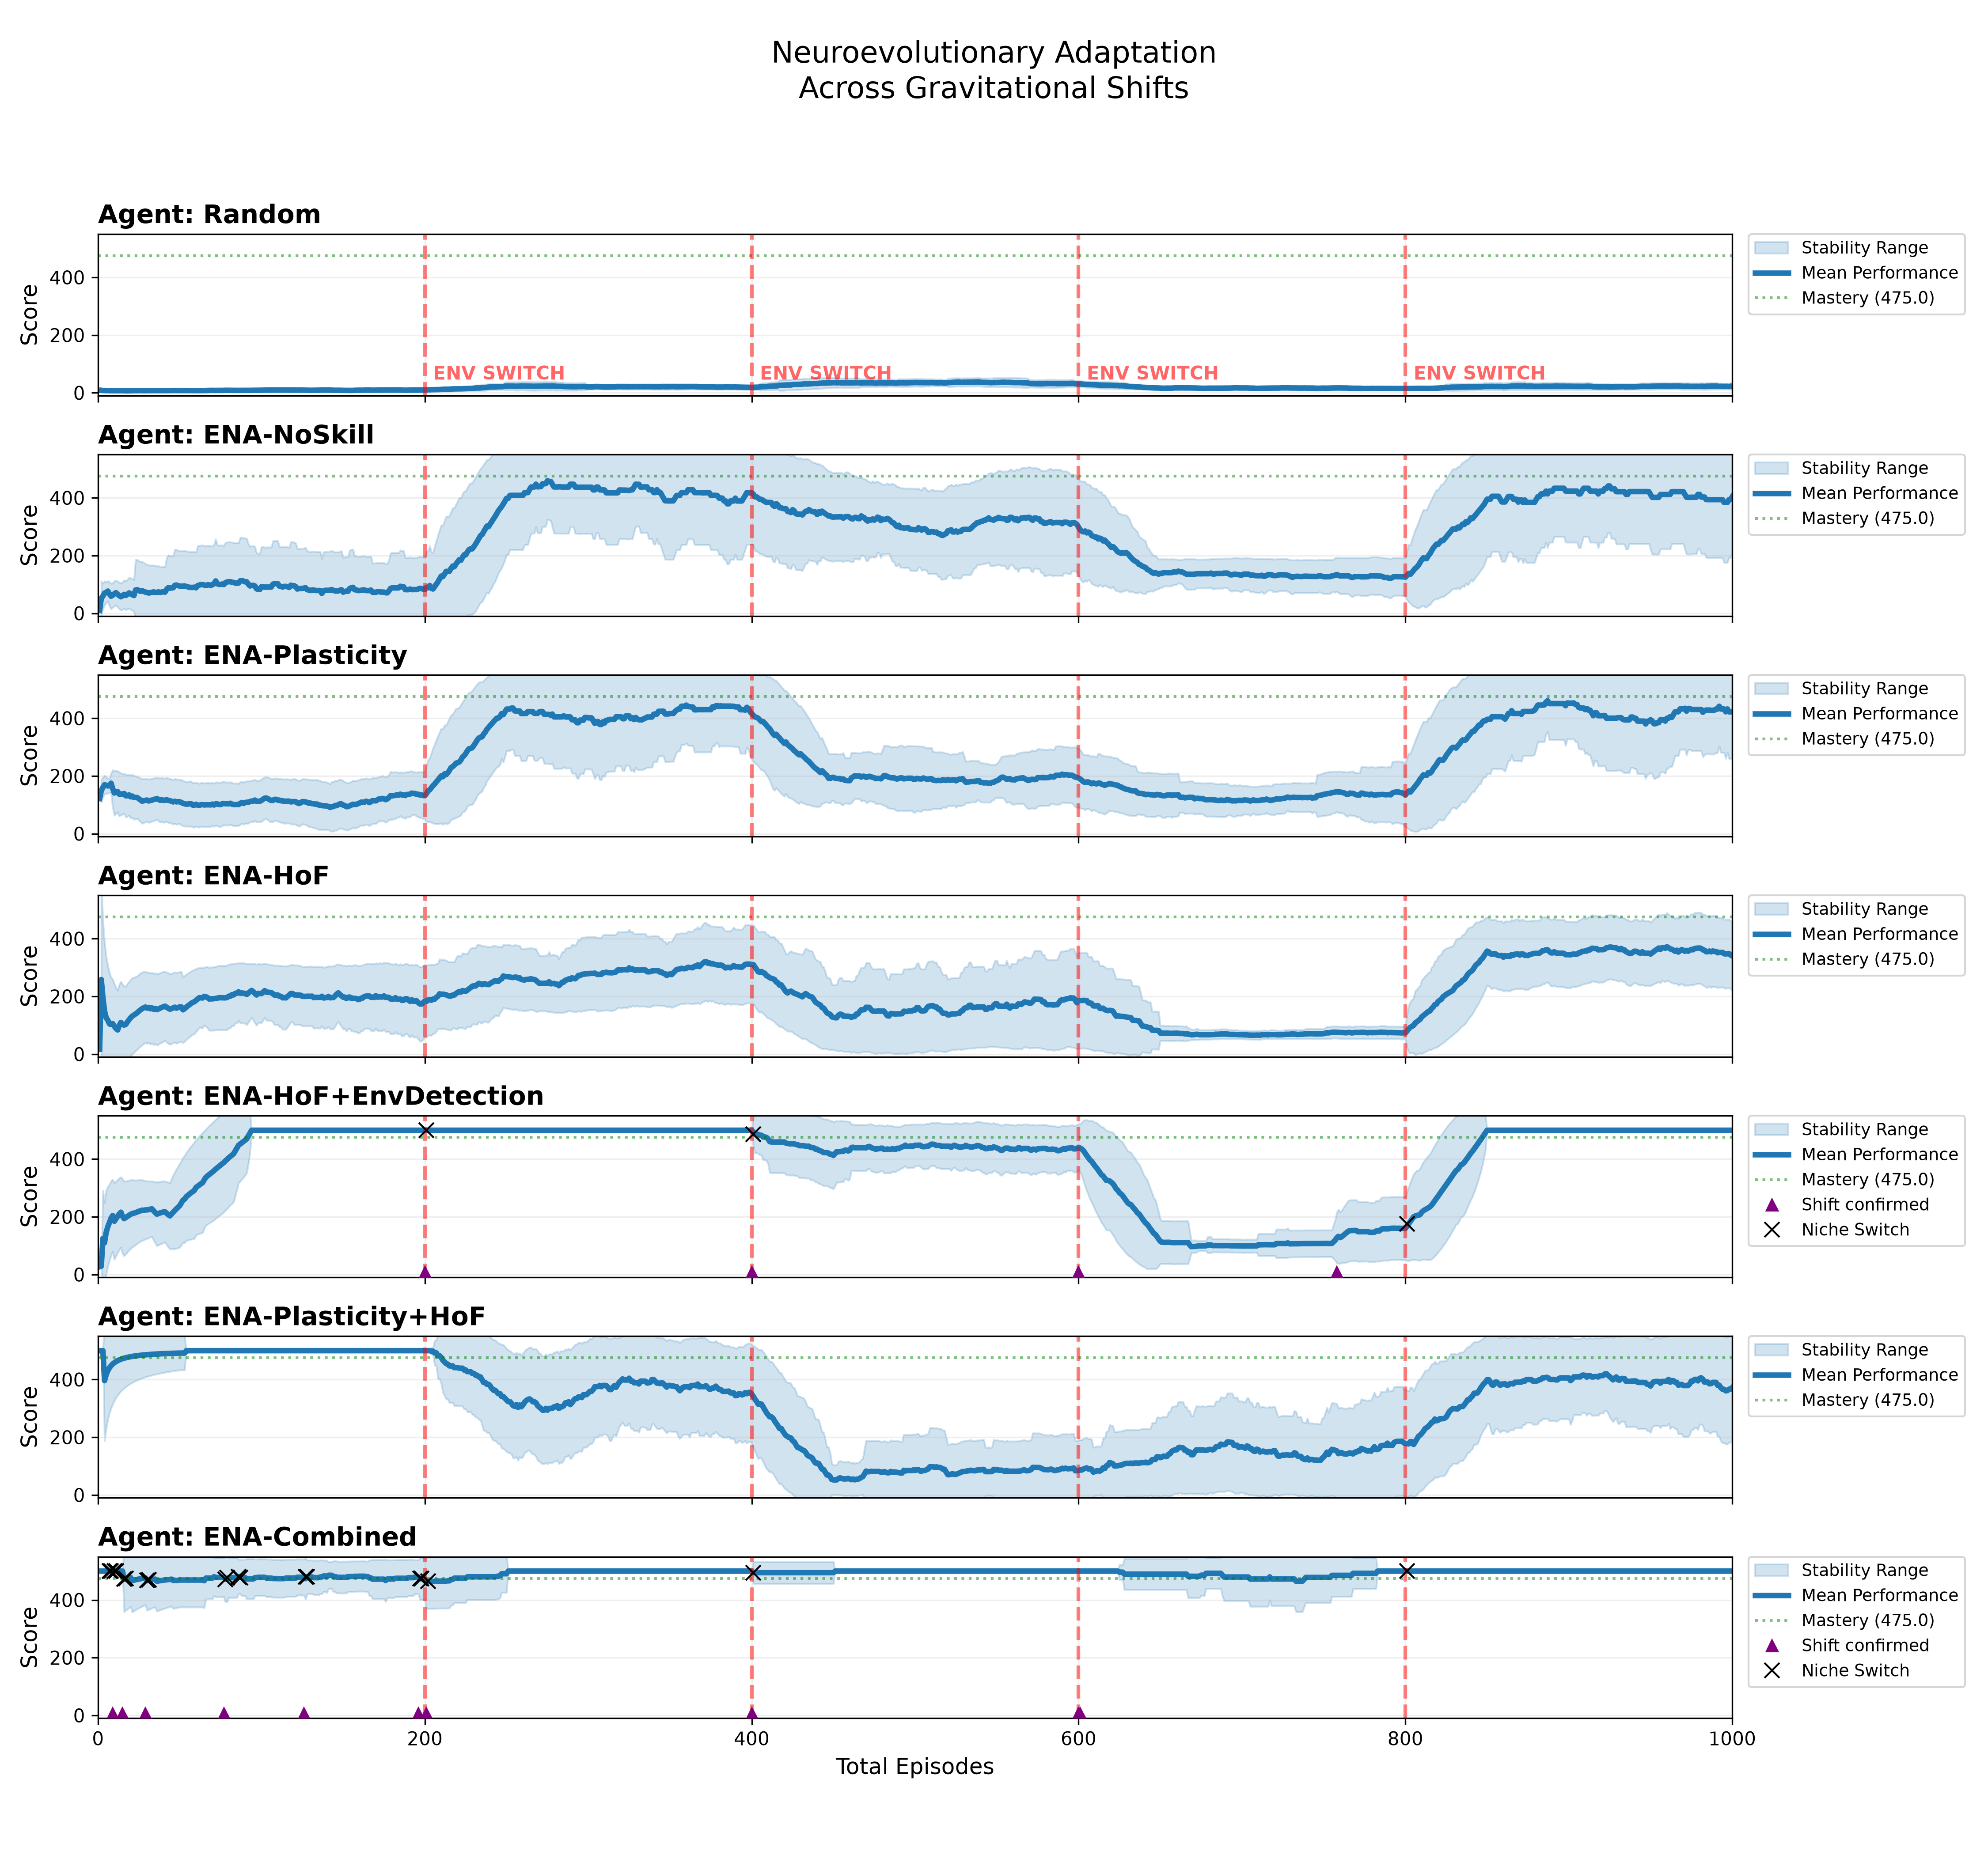 Neuroevolutionary Adaptation
Across Gravitational Shifts
Agent: Random
Score
400
200
0
ENV SWITCH
ENV SWITCH
ENV SWITCH
ENV SWITCH
Stability Range
Mean Performance
Mastery (475.0)
Agent: ENA-NoSkill
Score
400
200
0
Stability Range
Mean Performance
Mastery (475.0)
Agent: ENA-Plasticity
Score
400
200
0
Stability Range
Mean Performance
Mastery (475.0)
Agent: ENA-HoF
Score
400
200
0
Stability Range
Mean Performance
Mastery (475.0)
Agent: ENA-HoF+EnvDetection
Score
400
200
0
Stability Range
Mean Performance
Mastery (475.0)
Shift confirmed
Niche Switch
Agent: ENA-Plasticity+HoF
Score
400
200
0
Stability Range
Mean Performance
Mastery (475.0)
Agent: ENA-Combined
Score
400
200
0
Stability Range
Mean Performance
Mastery (475.0)
Shift confirmed
Niche Switch
0
200
400
600
800
1000
Total Episodes